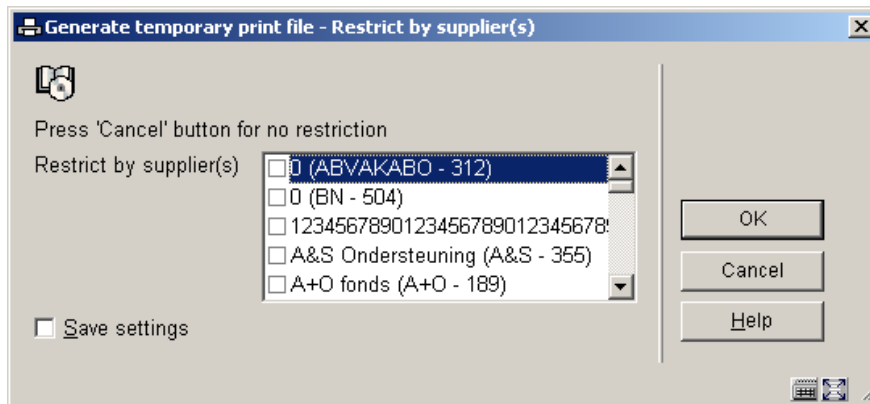 Generate temporary print file - Restrict by supplier(s)
Press 'Cancel' button for no restriction
Restrict by supplier(s)
0 (ABVAKABO - 312)
0 (BN - 504)
12345678901234567890123456789
A&S Ondersteuning (A&S - 355)
A+O fonds (A+O - 189)
OK
Cancel
Help
Save settings